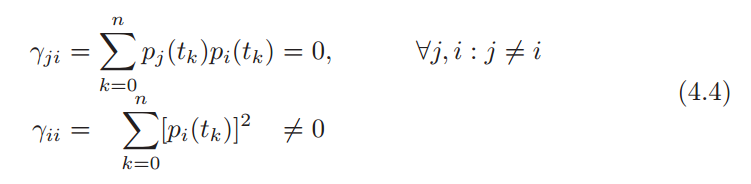 γ_{ji} = \sum_{k=0}^{n} p_j(t_k)p_i(t_k) = 0, ∀j, i : j ≠ i
(4.4)
γ_{ii} = \sum_{k=0}^{n} [p_i(t_k)]^2 ≠ 0